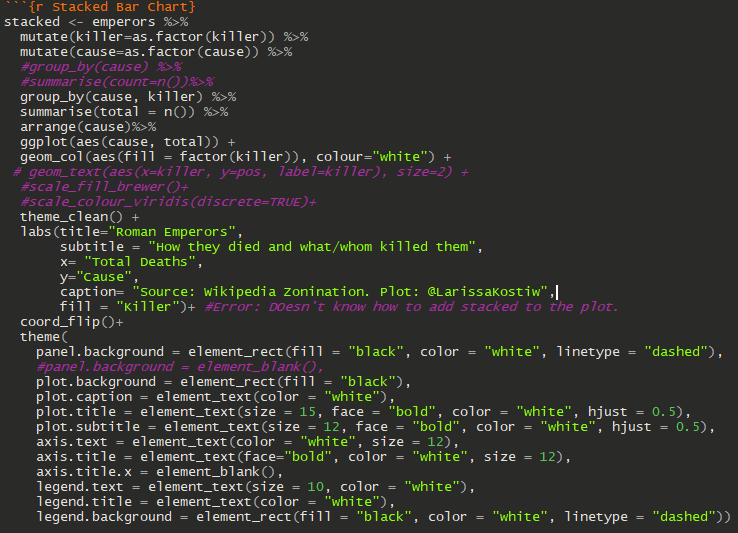 ```{r Stacked Bar Chart}
stacked <- emperors %>%
  mutate(killer=as.factor(killer)) %>%
  mutate(cause=as.factor(cause)) %>%
  #group_by(cause) %>%
  #summarise(count=n())%>%
  group_by(cause, killer) %>%
  summarise(total = n()) %>%
  arrange(cause)%>%
  ggplot(aes(cause, total)) +
  geom_col(aes(fill = factor(killer)), colour="white") +
 # geom_text(aes(x=killer, y=pos, label=killer), size=2) +
  #scale_fill_brewer()+
  #scale_colour_viridis(discrete=TRUE)+
  theme_clean() +
  labs(title="Roman Emperors",
       subtitle = "How they died and what/whom killed them",
       x= "Total Deaths",
       y="Cause",
       caption= "Source: Wikipedia Zonination. Plot: @LarissaKostiw",
       fill = "Killer")+ #Error: DOesn't know how to add stacked to the plot.
  coord_flip()+
  theme(
    panel.background = element_rect(fill = "black", color = "white", linetype = "dashed"),
    #panel.background = element_blank(),
    plot.background = element_rect(fill = "black"),
    plot.caption = element_text(color = "white"),
    plot.title = element_text(size = 15, face = "bold", color = "white", hjust = 0.5),
    plot.subtitle = element_text(size = 12, face = "bold", color = "white", hjust = 0.5),
    axis.text = element_text(color = "white", size = 12),
    axis.title = element_text(face="bold", color = "white", size = 12),
    axis.title.x = element_blank(),
    legend.text = element_text(size = 10, color = "white"),
    legend.title = element_text(color = "white"),
    legend.background = element_rect(fill = "black", color = "white", linetype = "dashed"))